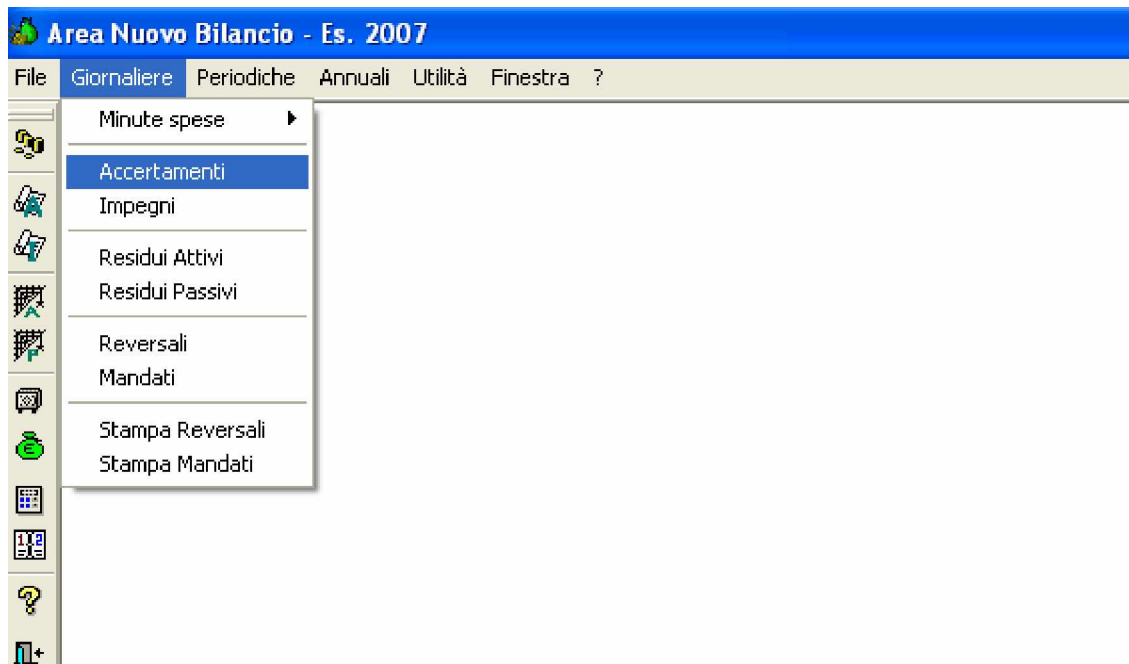 Area Nuovo Bilancio - Es. 2007
File Giornaliere Periodiche Annuali Utilità Finestra ?
Minute spese
Accertamenti
Impegni
Residui Attivi
Residui Passivi
Reversali
Mandati
Stampa Reversali
Stampa Mandati